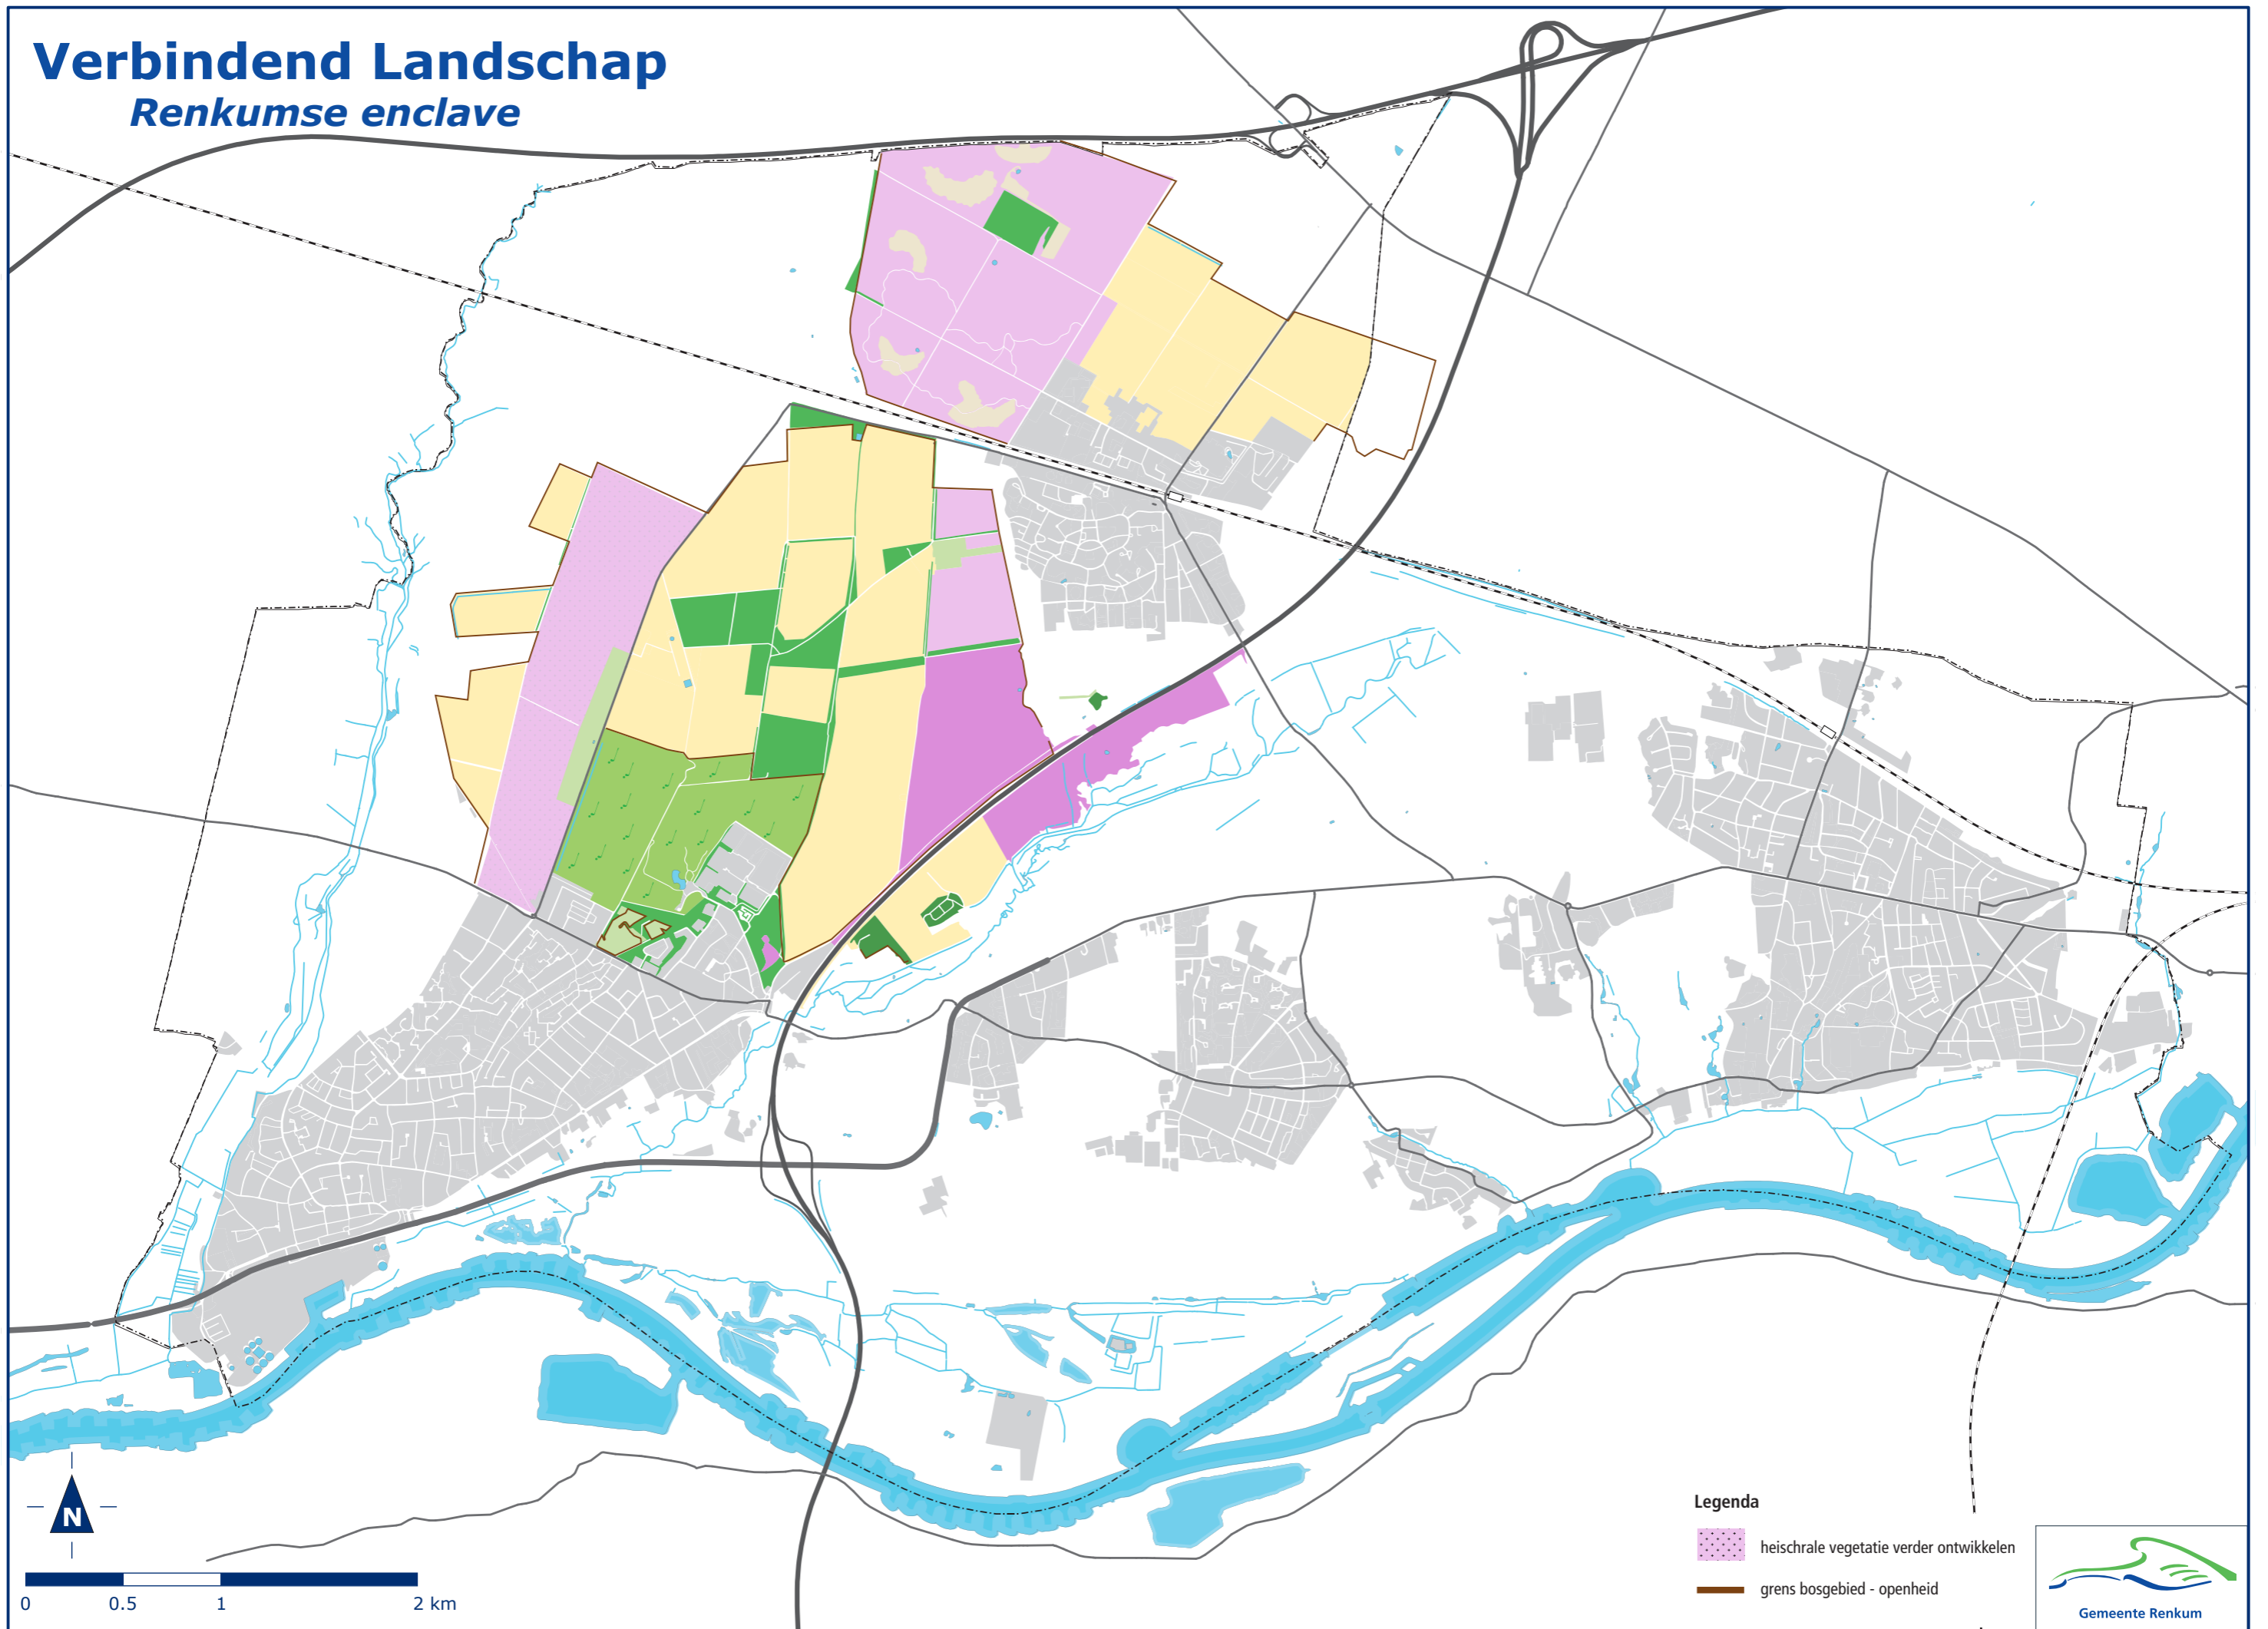 Verbindend Landschap
Renkumse enclave
N
0 0.5 1 2 km
Legenda
heischrale vegetatie verder ontwikkelen
grens bosgebied - openheid
Gemeente Renkum